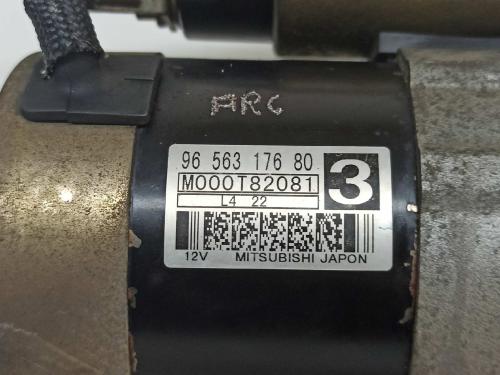 ARC
96 563 176 80
M000T82081 3
L4 22
12V MITSUBISHI JAPON